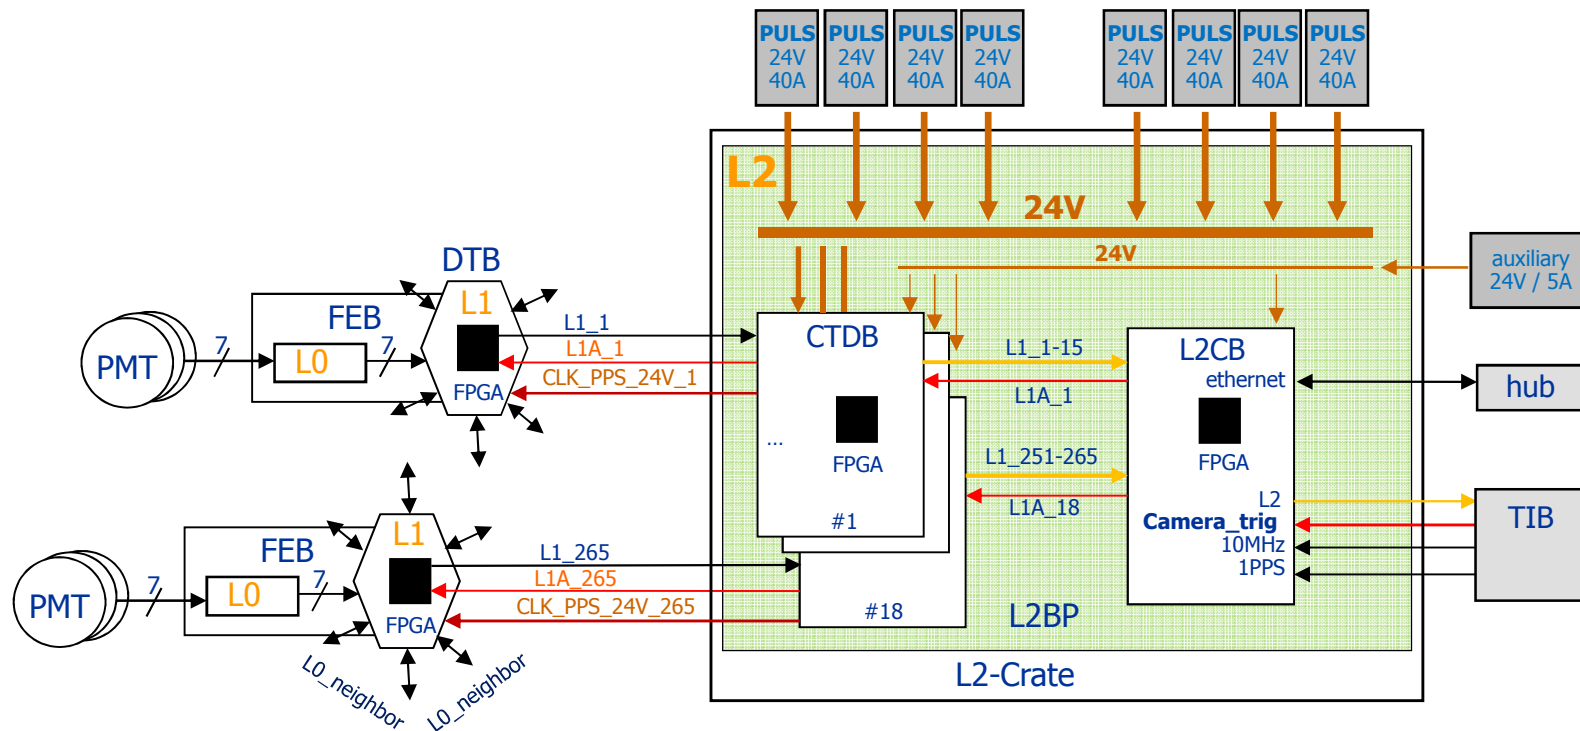 PULS
24V
40A
PULS
24V
40A
PULS
24V
40A
PULS
24V
40A
PULS
24V
40A
PULS
24V
40A
PULS
24V
40A
PULS
24V
40A
L2
24V
24V
auxiliary
24V / 5A
DTB
L1
FEB
7
7
L0
PMT
FPGA
L1_1
L1A_1
CLK_PPS_24V_1
CTDB
...
FPGA
#1
L1_1-15
L1A_1
L1_251-265
L1A_18
L2CB
ethernet
FPGA
L2
Camera_trig
10MHz
1PPS
hub
TIB
L1
FEB
7
7
L0
PMT
FPGA
L1_265
L1A_265
CLK_PPS_24V_265
#18
L2BP
L2-Crate
L0_neighbor
L0_neighbor